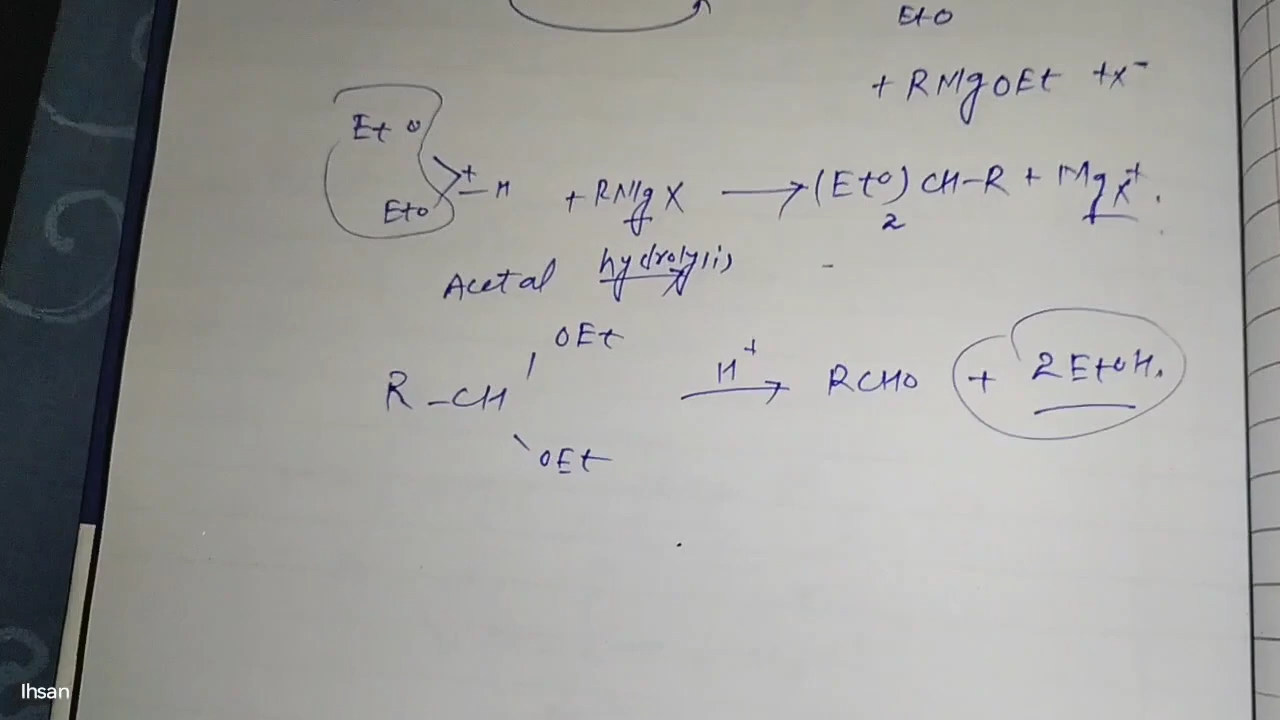 EtO
+ RMgOEt + X⁻
EtO
EtO
+ – H + RMgX ⟶ (EtO)₂ CH–R + MgX⁺.
Acetal hydrolysis
OEt
R – CH H⁺ ⟶ RCHO + 2EtOH.
OEt
Ihsan